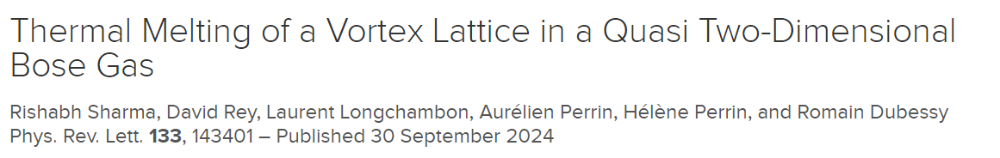 Thermal Melting of a Vortex Lattice in a Quasi Two-Dimensional
Bose Gas
Rishabh Sharma, David Rey, Laurent Longchambon, Aurélien Perrin, Hélène Perrin, and Romain Dubessy
Phys. Rev. Lett. 133, 143401 – Published 30 September 2024